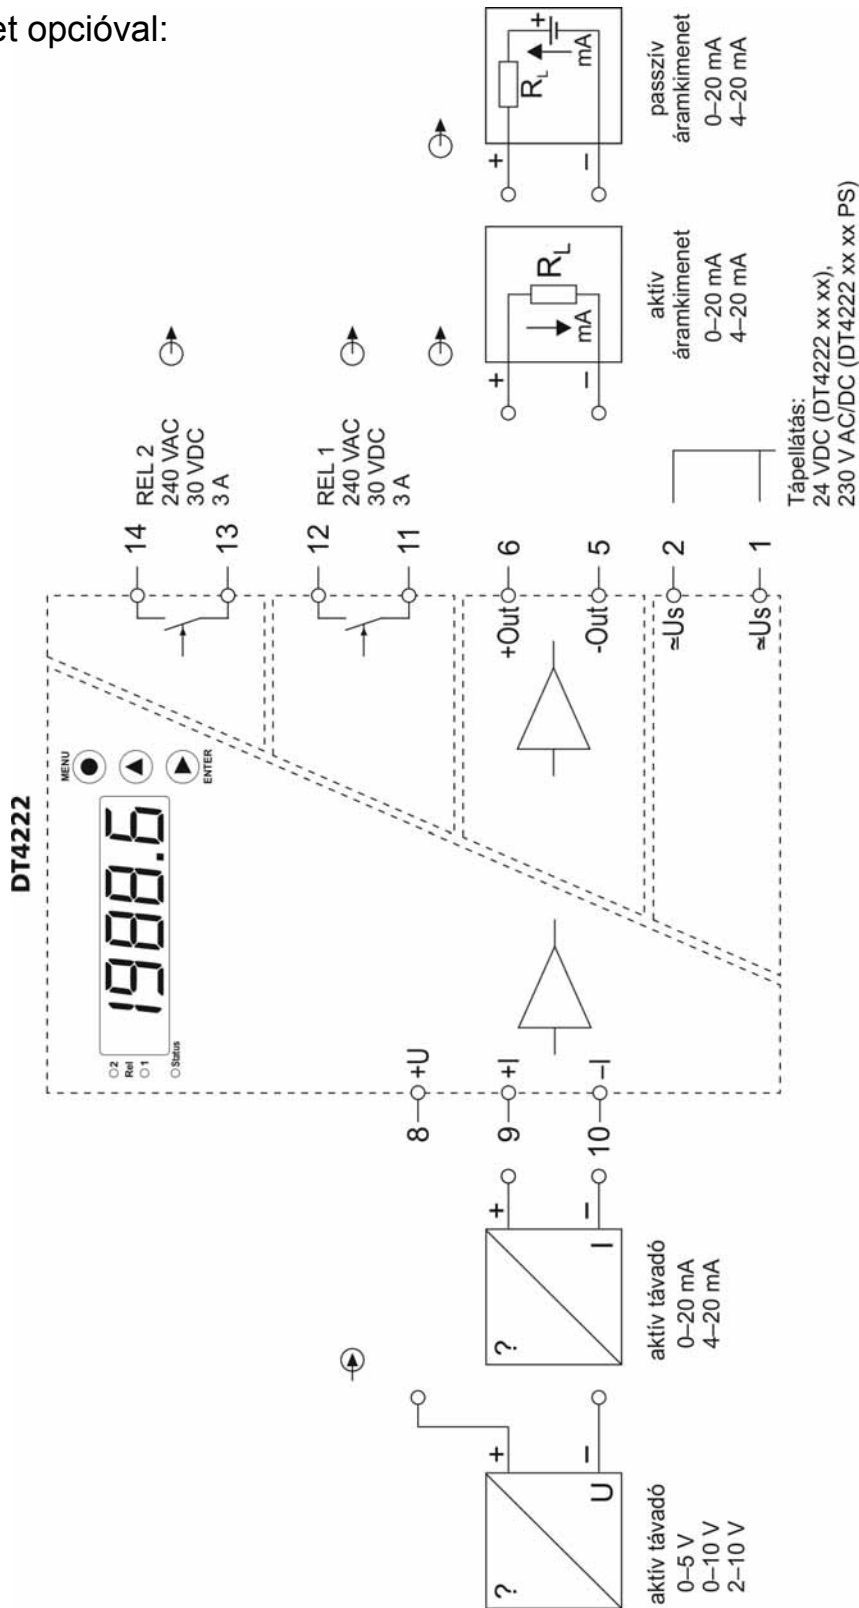 et opcióval:
DT4222
MENU
ENTER
1988.6
2
Rel
1
Status
REL 2
240 VAC
30 VDC
3 A
14
13
REL 1
240 VAC
30 VDC
3 A
12
11
+Out
6
-Out
5
≃Us
2
≃Us
1
Tápellátás:
24 VDC (DT4222 xx xx),
230 V AC/DC (DT4222 xx xx PS)
+
mA
RL
+
–
passzív
áramkimenet
0–20 mA
4–20 mA
RL
mA
+
–
aktív
áramkimenet
0–20 mA
4–20 mA
8
+U
9
+I
10
–I
?
I
+
–
aktív távadó
0–20 mA
4–20 mA
?
U
+
–
aktív távadó
0–5 V
0–10 V
2–10 V